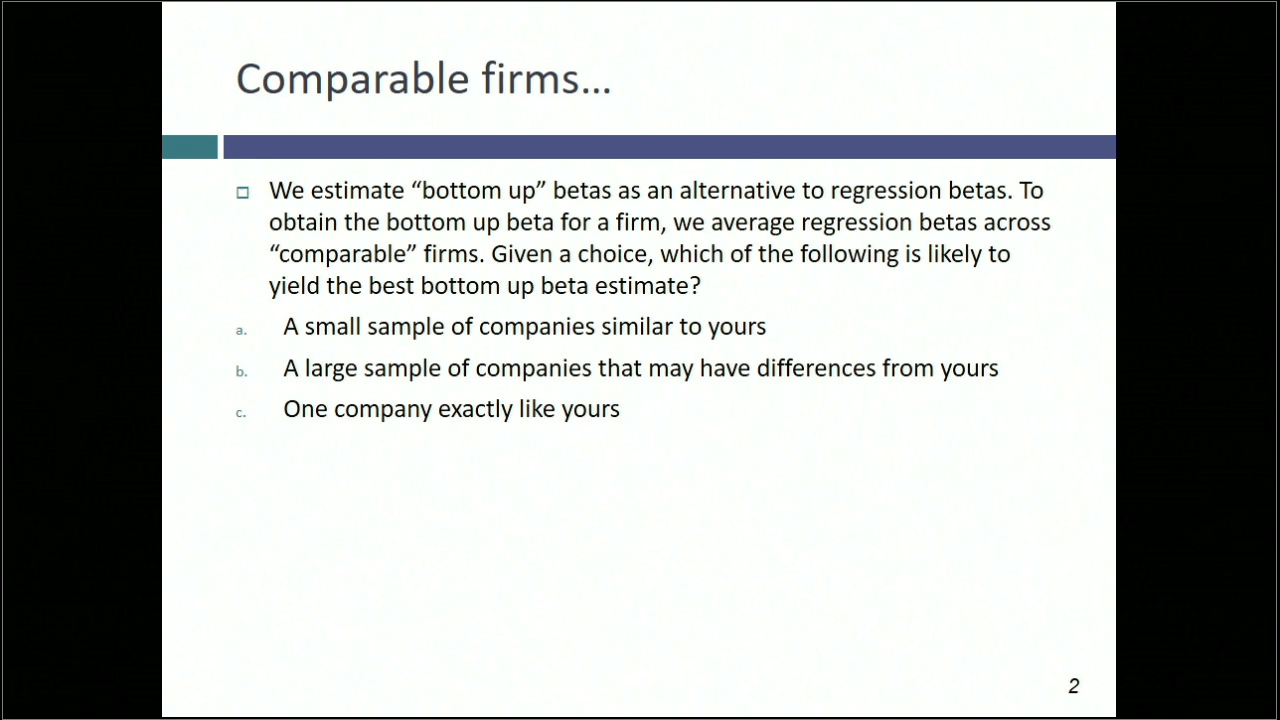 Comparable firms…
We estimate “bottom up” betas as an alternative to regression betas. To
obtain the bottom up beta for a firm, we average regression betas across
“comparable” firms. Given a choice, which of the following is likely to
yield the best bottom up beta estimate?
a. A small sample of companies similar to yours
b. A large sample of companies that may have differences from yours
c. One company exactly like yours
2